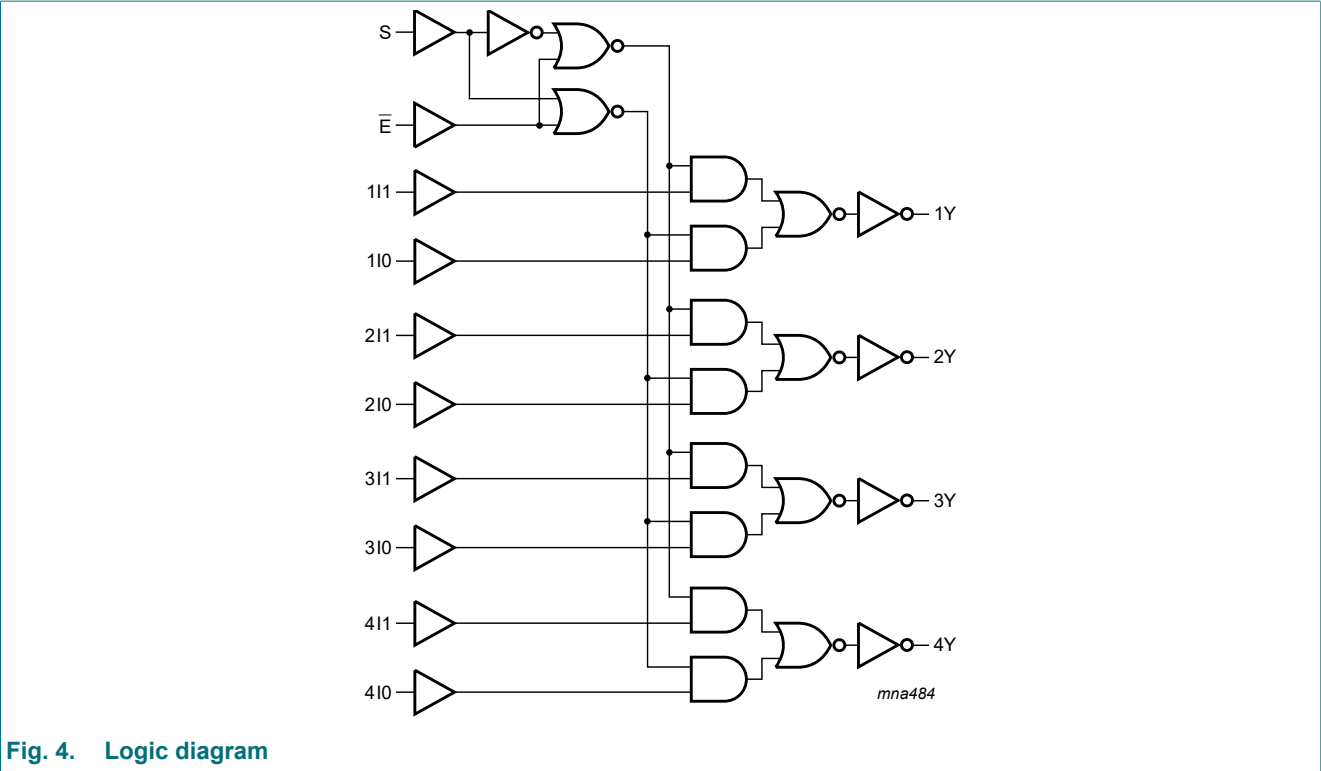 S
E̅
1I1
1I0
1Y
2I1
2I0
2Y
3I1
3I0
3Y
4I1
4I0
4Y
mna484
Fig. 4. Logic diagram